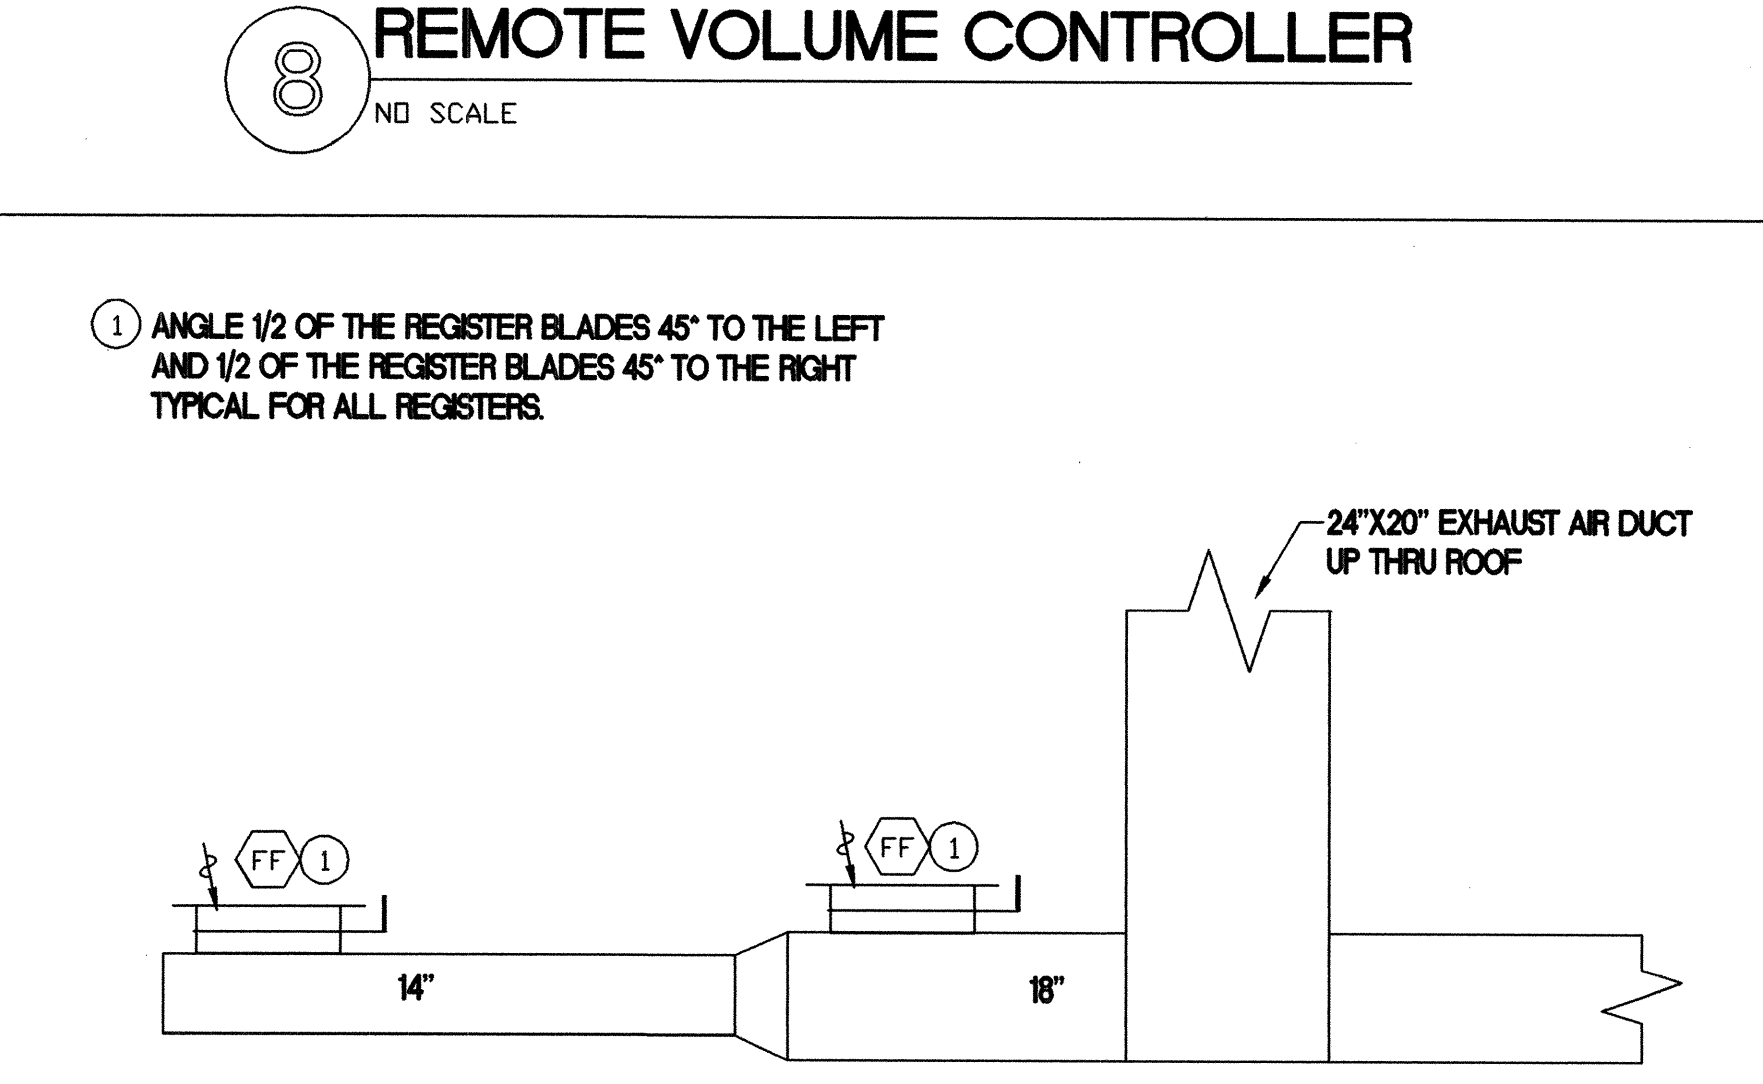 8
REMOTE VOLUME CONTROLLER
NO SCALE
1 ANGLE 1/2 OF THE REGISTER BLADES 45^ TO THE LEFT
AND 1/2 OF THE REGISTER BLADES 45^ TO THE RIGHT
TYPICAL FOR ALL REGISTERS.
24"X20" EXHAUST AIR DUCT
UP THRU ROOF
FF 1
FF 1
14"
18"